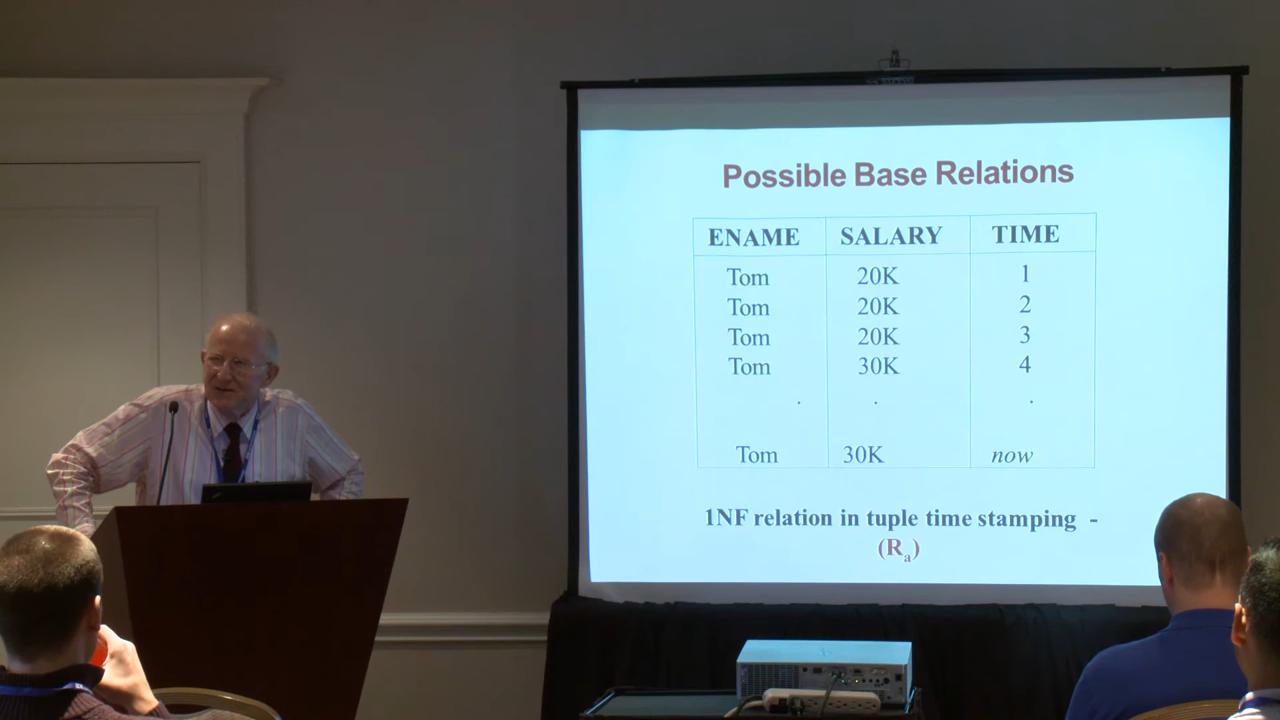 Possible Base Relations
ENAME SALARY TIME
Tom 20K 1
Tom 20K 2
Tom 20K 3
Tom 30K 4
. . .
Tom 30K now
1NF relation in tuple time stamping -
(Ra)